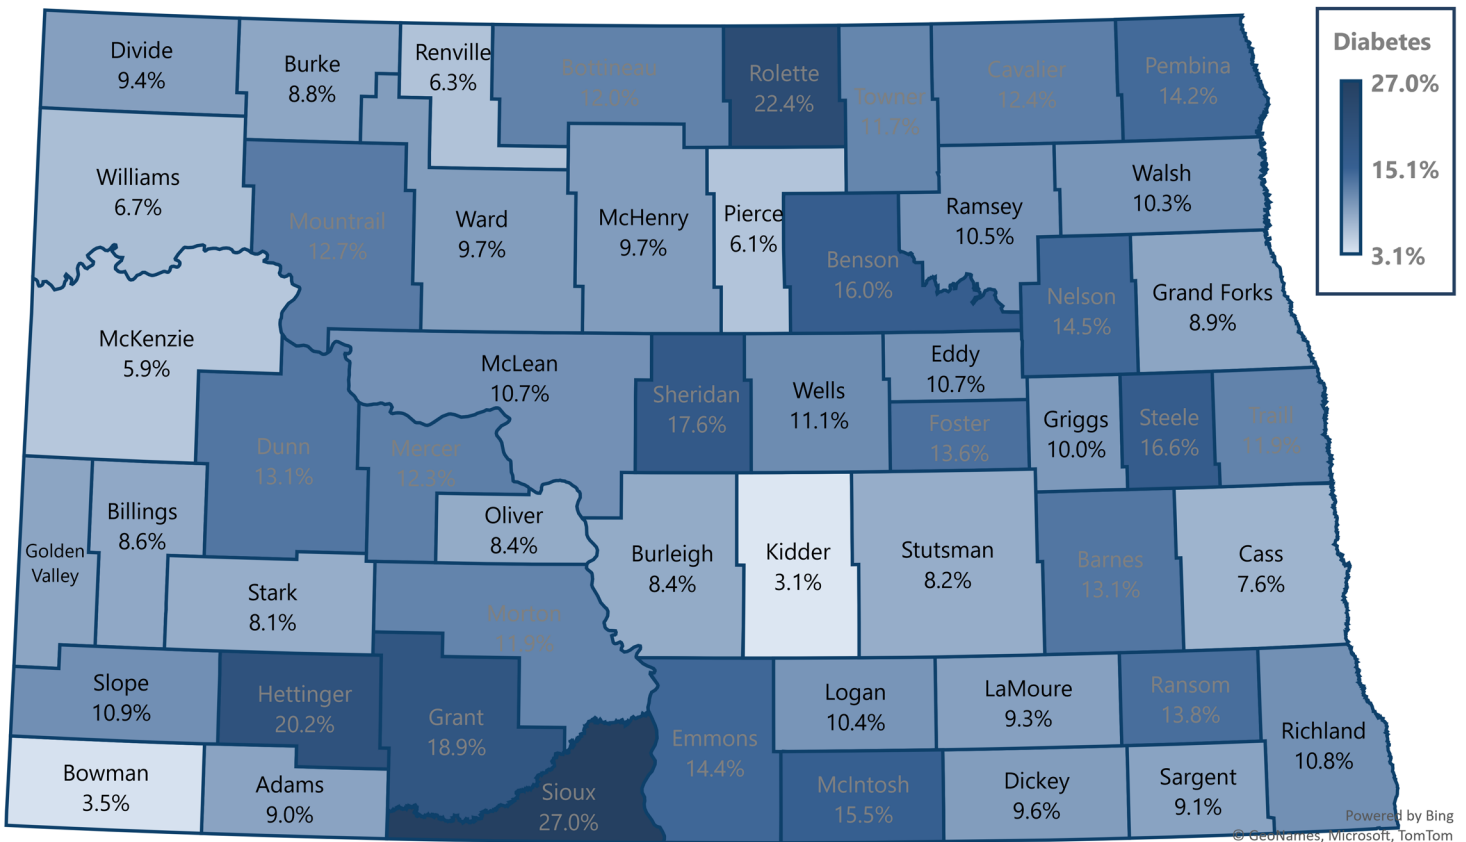 Diabetes
27.0%
15.1%
3.1%
Divide
9.4%
Burke
8.8%
Renville
6.3%
Bottineau
12.0%
Rolette
22.4%
Towner
11.7%
Cavalier
12.4%
Pembina
14.2%
Williams
6.7%
Mountrail
12.7%
Ward
9.7%
McHenry
9.7%
Pierce
6.1%
Benson
16.0%
Ramsey
10.5%
Walsh
10.3%
Nelson
14.5%
Grand Forks
8.9%
McKenzie
5.9%
McLean
10.7%
Sheridan
17.6%
Wells
11.1%
Eddy
10.7%
Foster
13.6%
Griggs
10.0%
Steele
16.6%
Traill
Dunn
13.1%
Mercer
12.3%
Golden
Valley
Billings
8.6%
Oliver
8.4%
Burleigh
8.4%
Kidder
3.1%
Stutsman
8.2%
Barnes
13.1%
Cass
7.6%
Stark
8.1%
Morton
11.9%
Slope
10.9%
Hettinger
20.2%
Grant
18.9%
Emmons
14.4%
Logan
10.4%
LaMoure
9.3%
Ransom
13.8%
Richland
10.8%
Bowman
3.5%
Adams
9.0%
Sioux
27.0%
McIntosh
15.5%
Dickey
9.6%
Sargent
9.1%
Powered by Bing
© GeoNames, Microsoft, TomTom